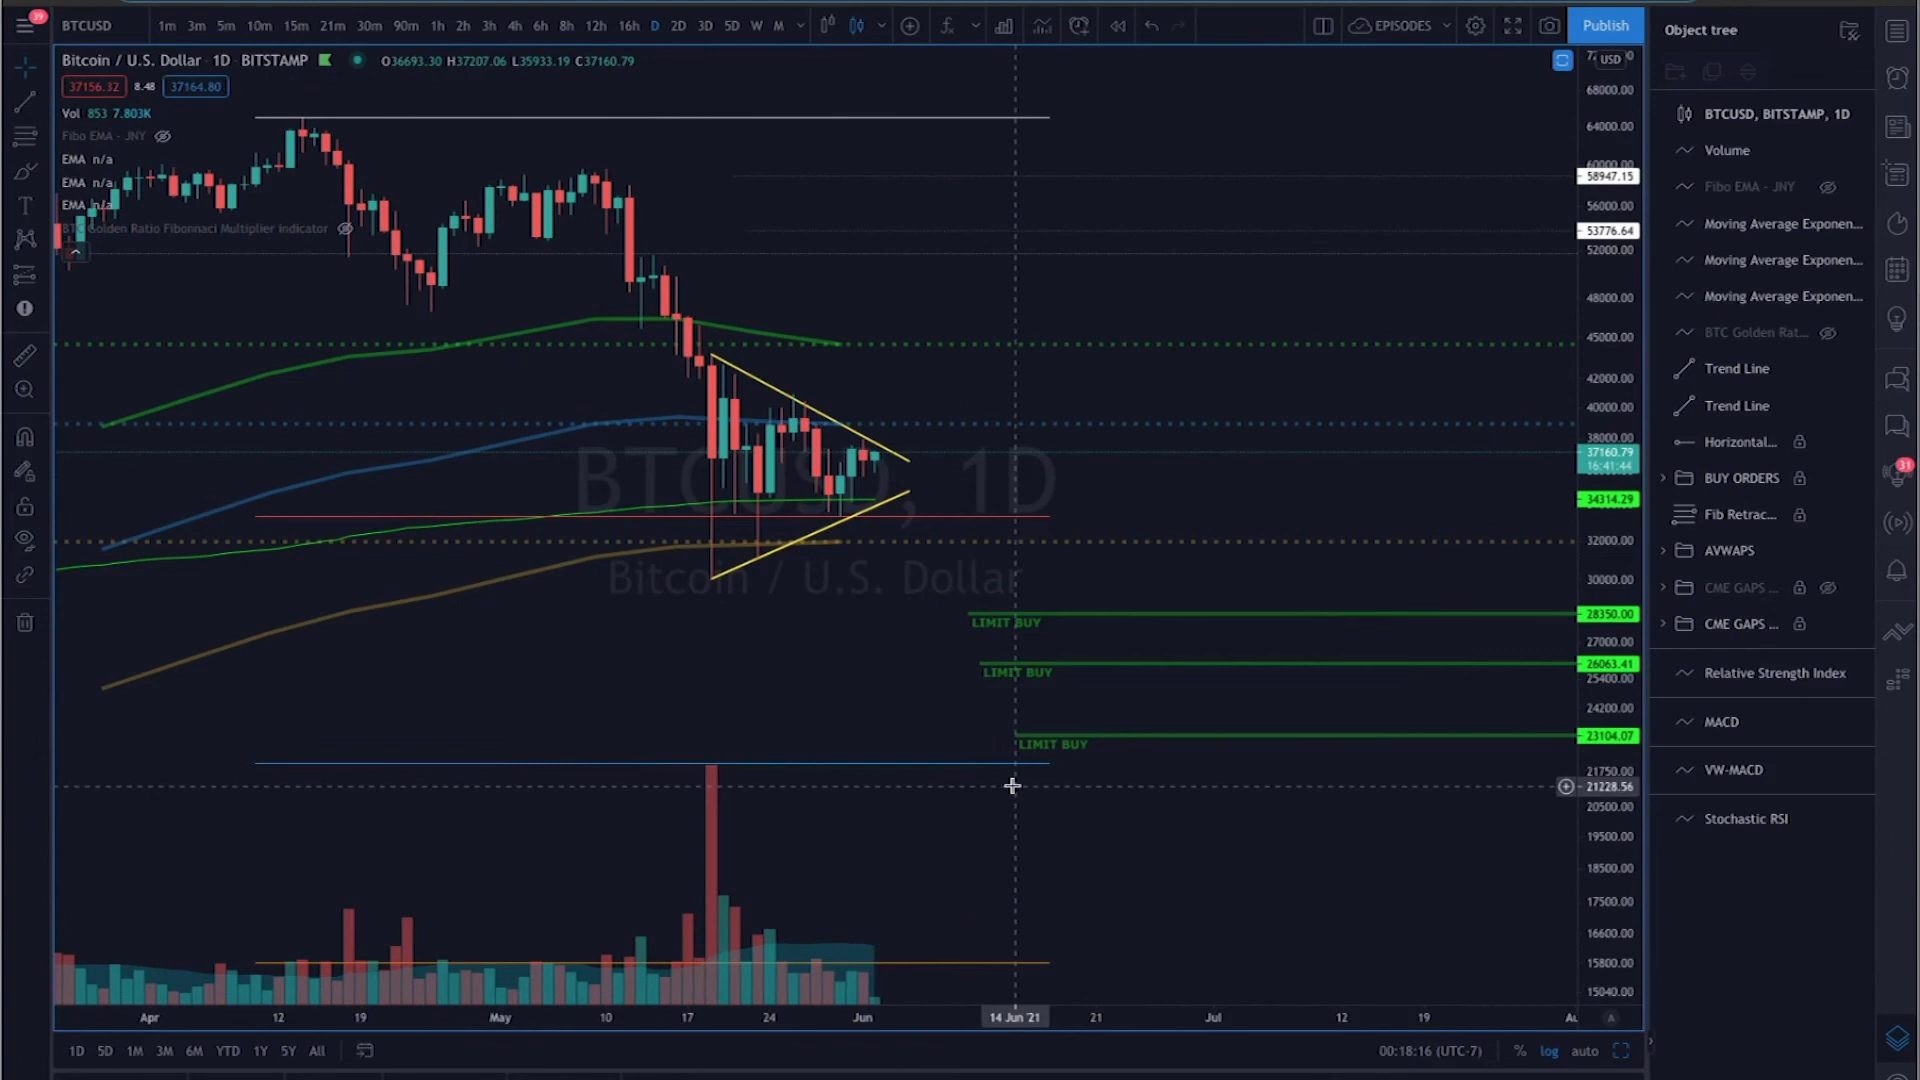 39
BTCUSD 1m 3m 5m 10m 15m 21m 30m 90m 1h 2h 3h 4h 6h 8h 12h 16h D 2D 3D 5D W M EPISODES Publish
Object tree
Bitcoin / U.S. Dollar · 1D · BITSTAMP O36693.30 H37207.06 L35933.19 C37160.79
37156.32 8.48 37164.80
Vol 853 7.803K
Fibo EMA - JNY
EMA n/a
EMA n/a
EMA n/a
BTC Golden Ratio Fibonnaci Multiplier indicator
BTCUSD, 1D
Bitcoin / U.S. Dollar
LIMIT BUY
LIMIT BUY
LIMIT BUY
USD
68000.00
64000.00
60000.00
58947.15
56000.00
53776.64
52000.00
48000.00
45000.00
42000.00
40000.00
38000.00
37160.79
16:41:44
34314.29
32000.00
30000.00
28350.00
27000.00
26063.41
25400.00
24200.00
23104.07
21750.00
21228.56
20500.00
19500.00
18500.00
17500.00
16600.00
15800.00
15040.00
Apr 12 19 May 10 17 24 Jun 14 Jun '21 21 Jul 12 19 A
1D 5D 1M 3M 6M YTD 1Y 5Y All 00:18:16 (UTC-7) % log auto
BTCUSD, BITSTAMP, 1D
Volume
Fibo EMA - JNY
Moving Average Exponen...
Moving Average Exponen...
Moving Average Exponen...
BTC Golden Rat...
Trend Line
Trend Line
Horizontal...
BUY ORDERS
Fib Retrac...
AVWAPS
CME GAPS ...
CME GAPS ...
Relative Strength Index
MACD
VW-MACD
Stochastic RSI
31